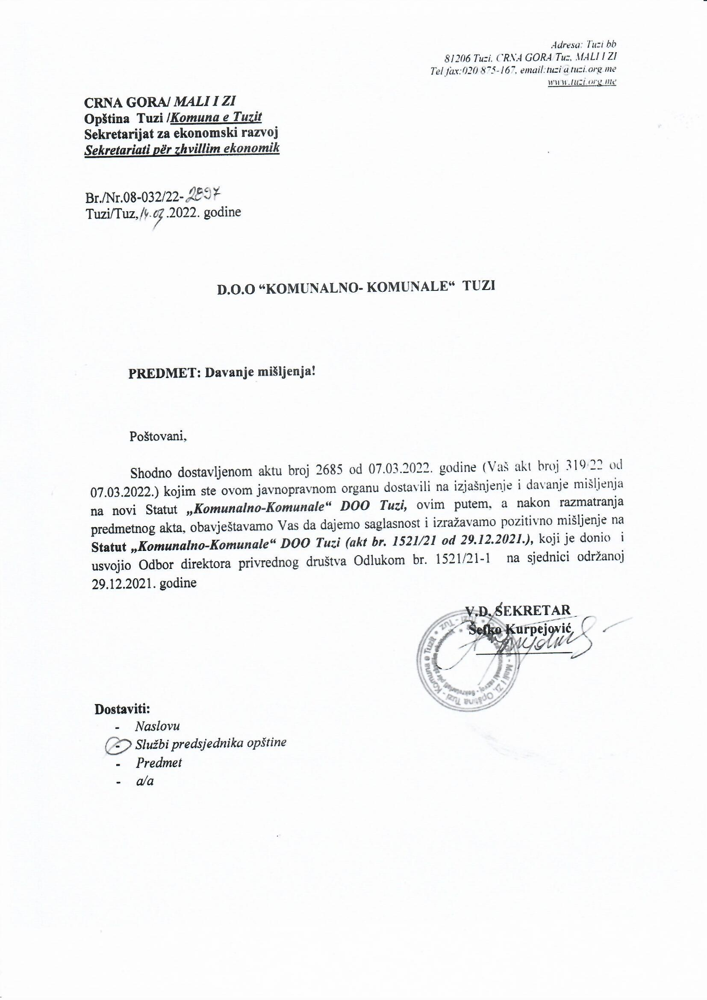 Adresa: Tuzi bb
81206 Tuzi, CRNA GORA/Tuz, MALI I ZI
Tel/fax:020 875-167, email:tuzi@tuzi.org.me
www.tuzi.org.me
CRNA GORA/ MALI I ZI
Opština Tuzi /Komuna e Tuzit
Sekretarijat za ekonomski razvoj
Sekretariati për zhvillim ekonomik
Br./Nr.08-032/22-2897
Tuzi/Tuz,14.03.2022. godine
D.O.O “KOMUNALNO- KOMUNALE“ TUZI
PREDMET: Davanje mišljenja!
Poštovani,
Shodno dostavljenom aktu broj 2685 od 07.03.2022. godine (Vaš akt broj 319/22 od
07.03.2022.) kojim ste ovom javnopravnom organu dostavili na izjašnjenje i davanje mišljenja
na novi Statut „Komunalno-Komunale“ DOO Tuzi, ovim putem, a nakon razmatranja
predmetnog akta, obavještavamo Vas da dajemo saglasnost i izražavamo pozitivno mišljenje na
Statut „Komunalno-Komunale“ DOO Tuzi (akt br. 1521/21 od 29.12.2021.), koji je donio i
usvojio Odbor direktora privrednog društva Odlukom br. 1521/21-1 na sjednici održanoj
29.12.2021. godine
V.D. SEKRETAR
Šefko Kurpejović
Mali I Zi, Opština Tuzi - Komuna e Tuzit • Tuzi - Tuz
Dostaviti:
- Naslovu
- Službi predsjednika opštine
- Predmet
- a/a